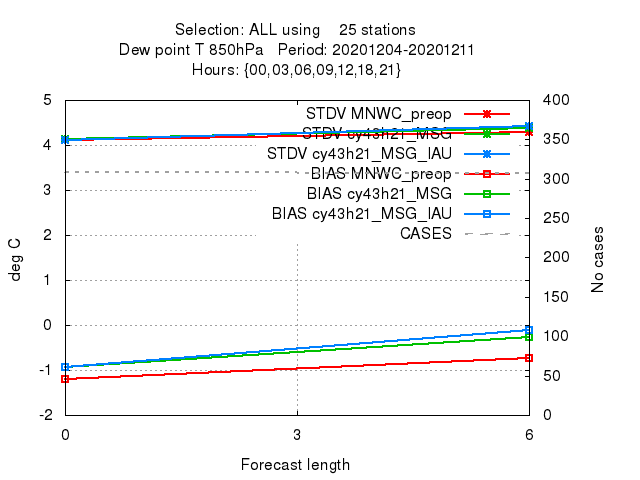 Selection: ALL using 25 stations
Dew point T 850hPa Period: 20201204-20201211
Hours: {00,03,06,09,12,18,21}
5
4
3
2
1
0
-1
-2
deg C
400
350
300
250
200
150
100
50
0
No cases
STDV MNWC_preop
STDV cy43h21_MSG
STDV cy43h21_MSG_IAU
BIAS MNWC_preop
BIAS cy43h21_MSG
BIAS cy43h21_MSG_IAU
CASES
0 3 6
Forecast length